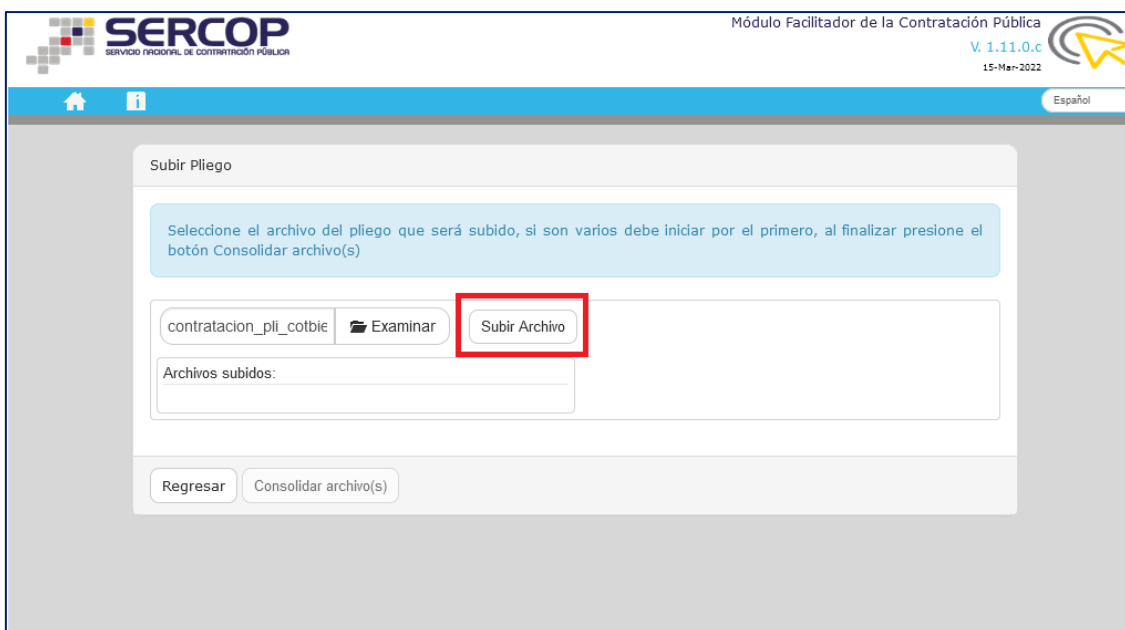 SERCOP
SERVICIO NACIONAL DE CONTRATACIÓN PÚBLICA
Módulo Facilitador de la Contratación Pública
V. 1.11.0.c
15-Mar-2022
Español
Subir Pliego
Seleccione el archivo del pliego que será subido, si son varios debe iniciar por el primero, al finalizar presione el
botón Consolidar archivo(s)
contratacion_pli_cotbie Examinar Subir Archivo
Archivos subidos:
Regresar Consolidar archivo(s)